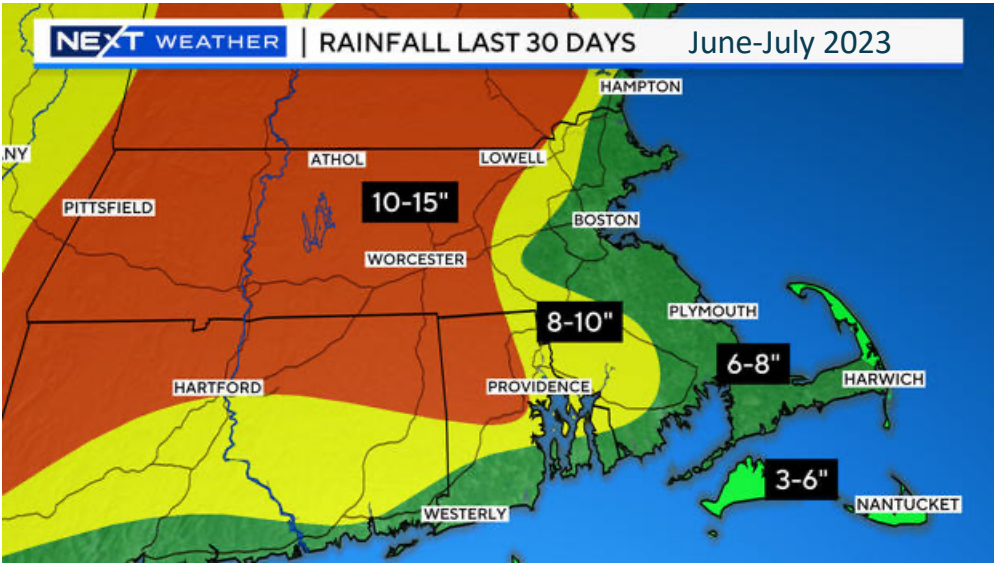 NEXT WEATHER | RAINFALL LAST 30 DAYS June-July 2023
HAMPTON
NY
ATHOL
LOWELL
PITTSFIELD
10-15"
BOSTON
WORCESTER
8-10"
PLYMOUTH
6-8"
HARTFORD
PROVIDENCE
HARWICH
3-6"
WESTERLY
NANTUCKET